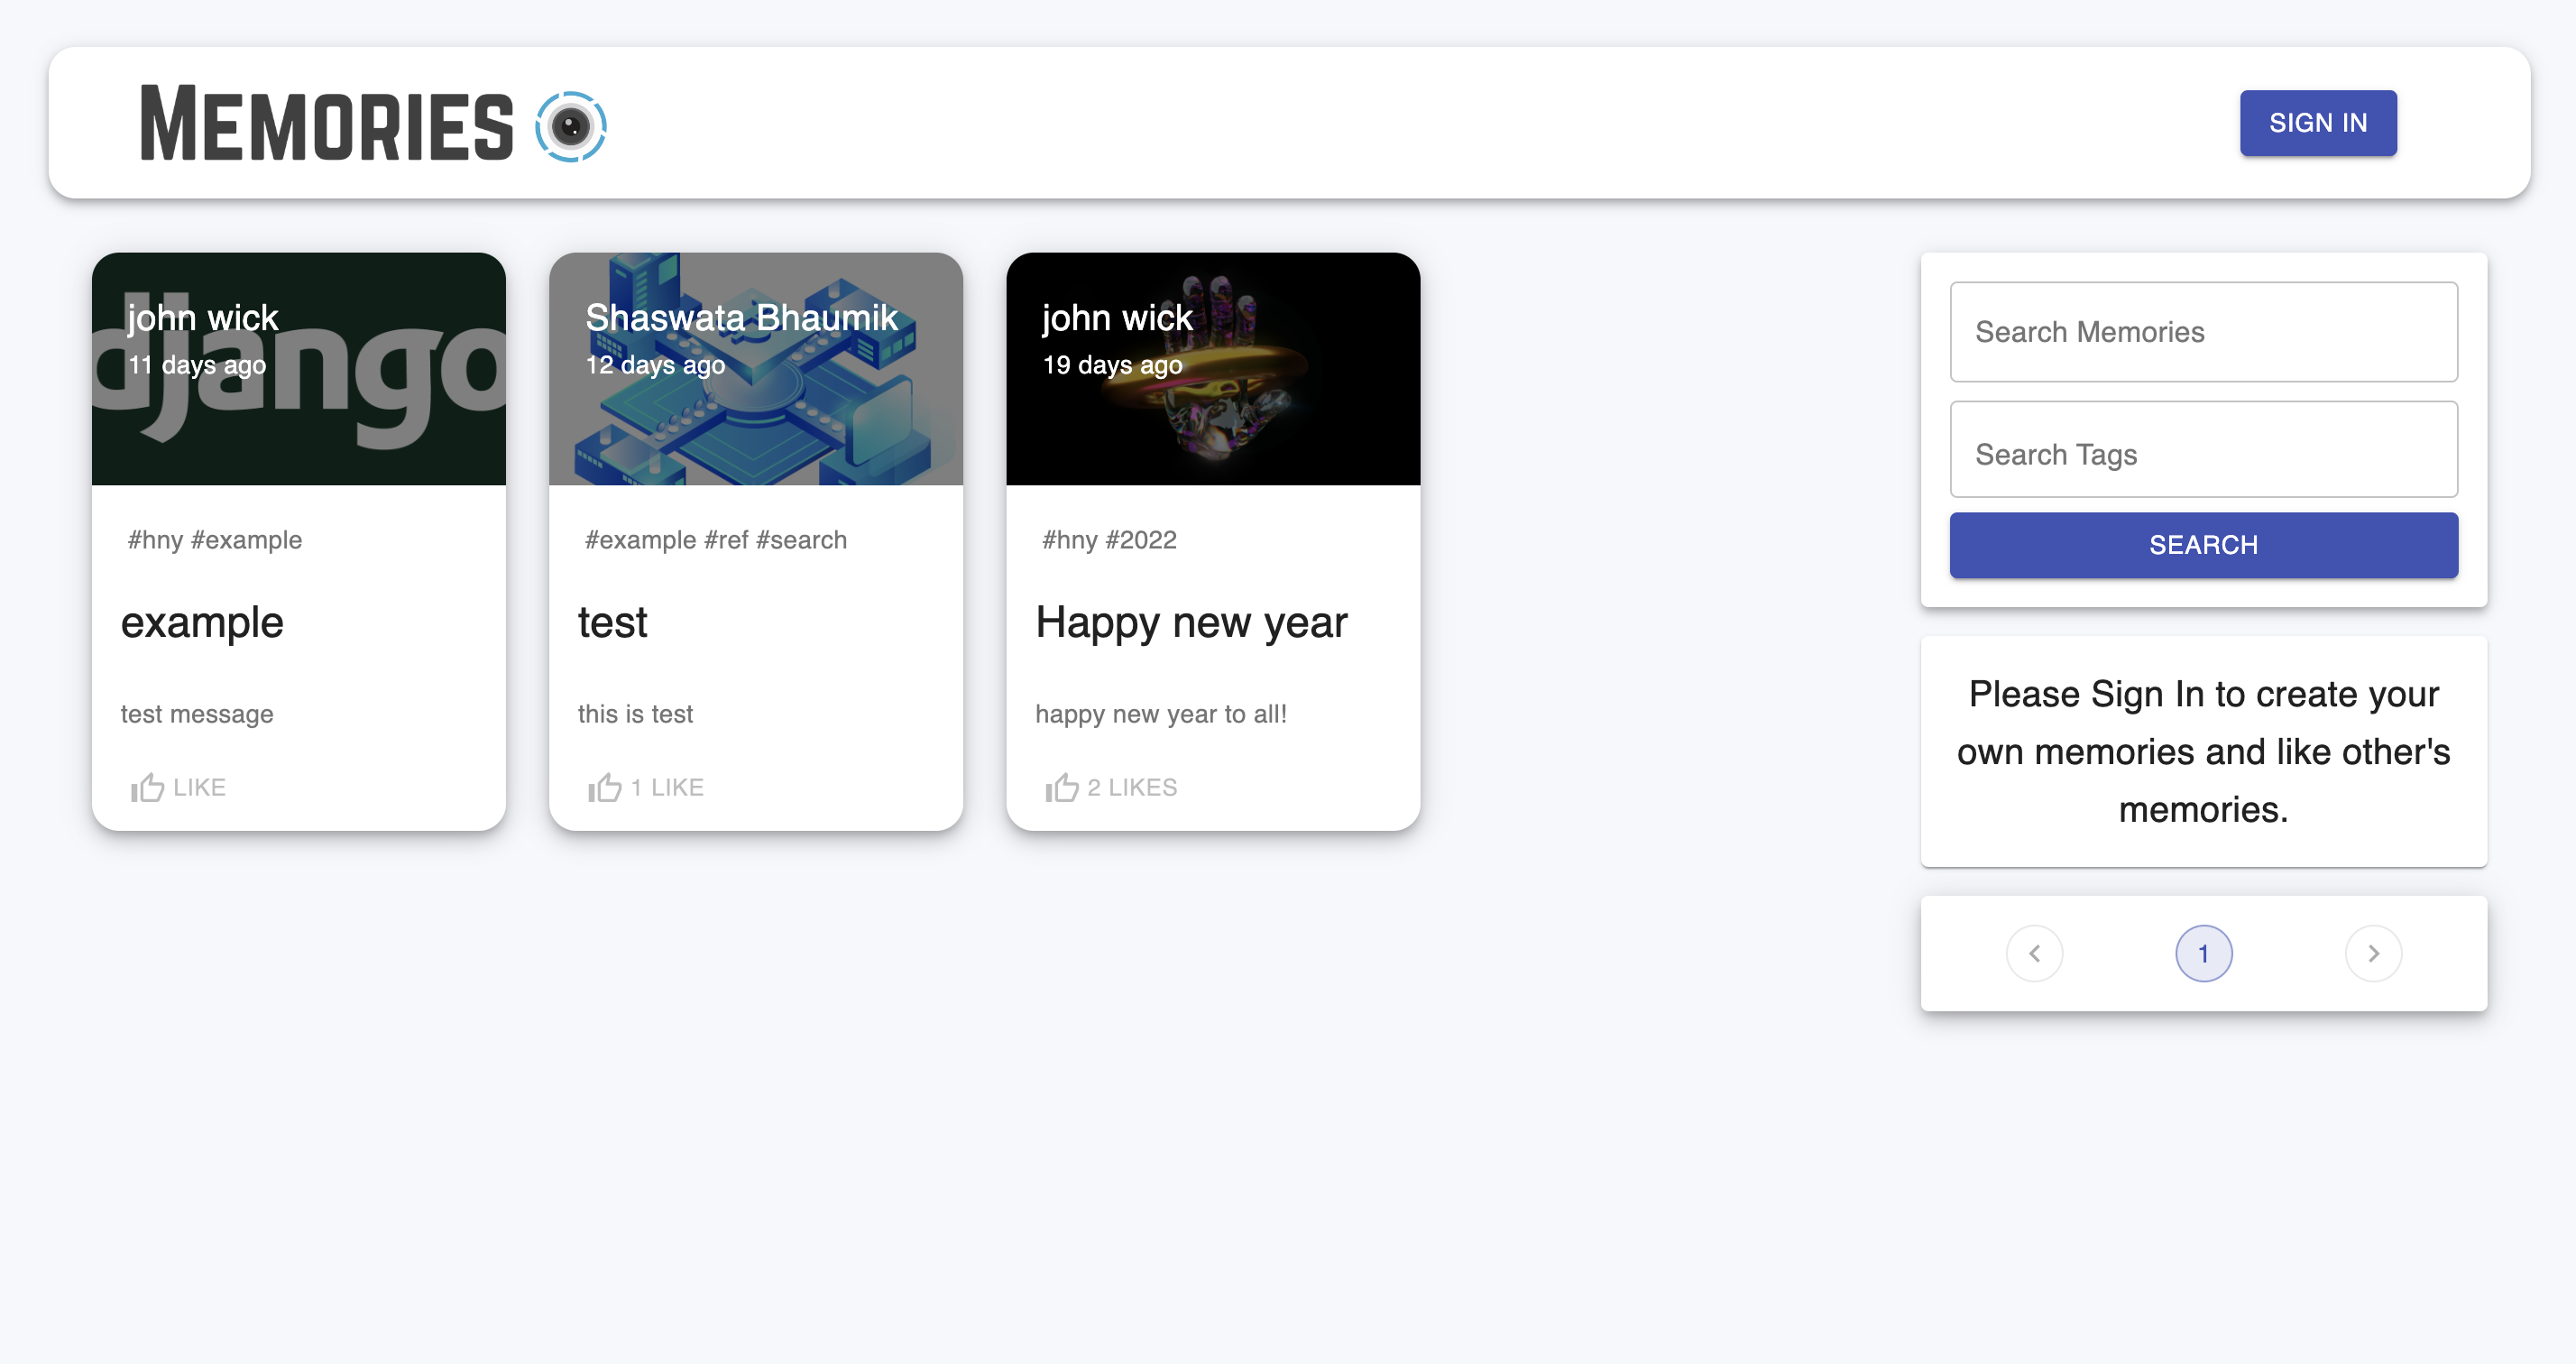 MEMORIES
SIGN IN
django
john wick
11 days ago
#hny #example
example
test message
LIKE
Shaswata Bhaumik
12 days ago
#example #ref #search
test
this is test
1 LIKE
john wick
19 days ago
#hny #2022
Happy new year
happy new year to all!
2 LIKES
Search Memories
Search Tags
SEARCH
Please Sign In to create your
own memories and like other's
memories.
1